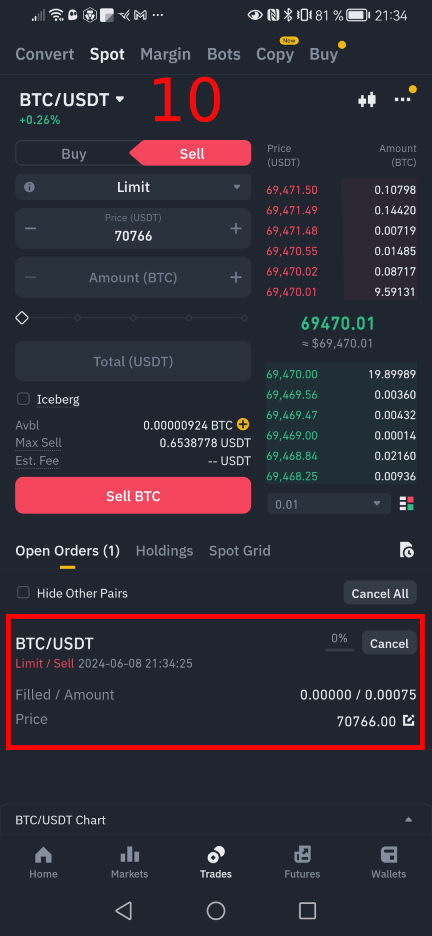 81 % 21:34
Convert Spot Margin Bots Copy New Buy
BTC/USDT 10
+0.26%
Buy Sell
Limit
Price (USDT)
70766
Amount (BTC)
Total (USDT)
Iceberg
Avbl 0.00000924 BTC
Max Sell 0.6538778 USDT
Est. Fee -- USDT
Sell BTC
Price Amount
(USDT) (BTC)
69,471.50 0.10798
69,471.49 0.14420
69,471.48 0.00719
69,470.55 0.01485
69,470.02 0.08717
69,470.01 9.59131
69470.01
≈ $69,470.01
69,470.00 19.89989
69,469.56 0.00360
69,469.47 0.00432
69,469.00 0.00014
69,468.84 0.02160
69,468.25 0.00936
0.01
Open Orders (1) Holdings Spot Grid
Hide Other Pairs Cancel All
BTC/USDT 0% Cancel
Limit / Sell 2024-06-08 21:34:25
Filled / Amount 0.00000 / 0.00075
Price 70766.00
BTC/USDT Chart
Home Markets Trades Futures Wallets